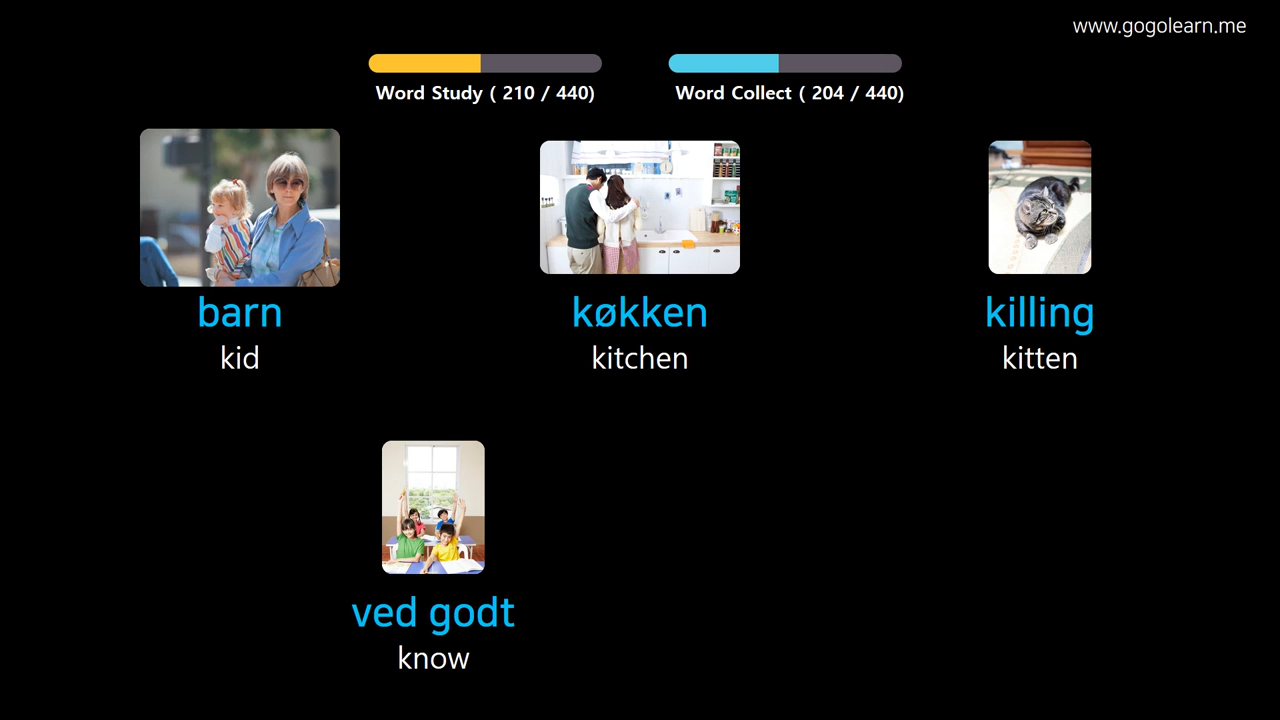 www.gogolearn.me
Word Study ( 210 / 440)
Word Collect ( 204 / 440)
barn
kid
køkken
kitchen
killing
kitten
ved godt
know